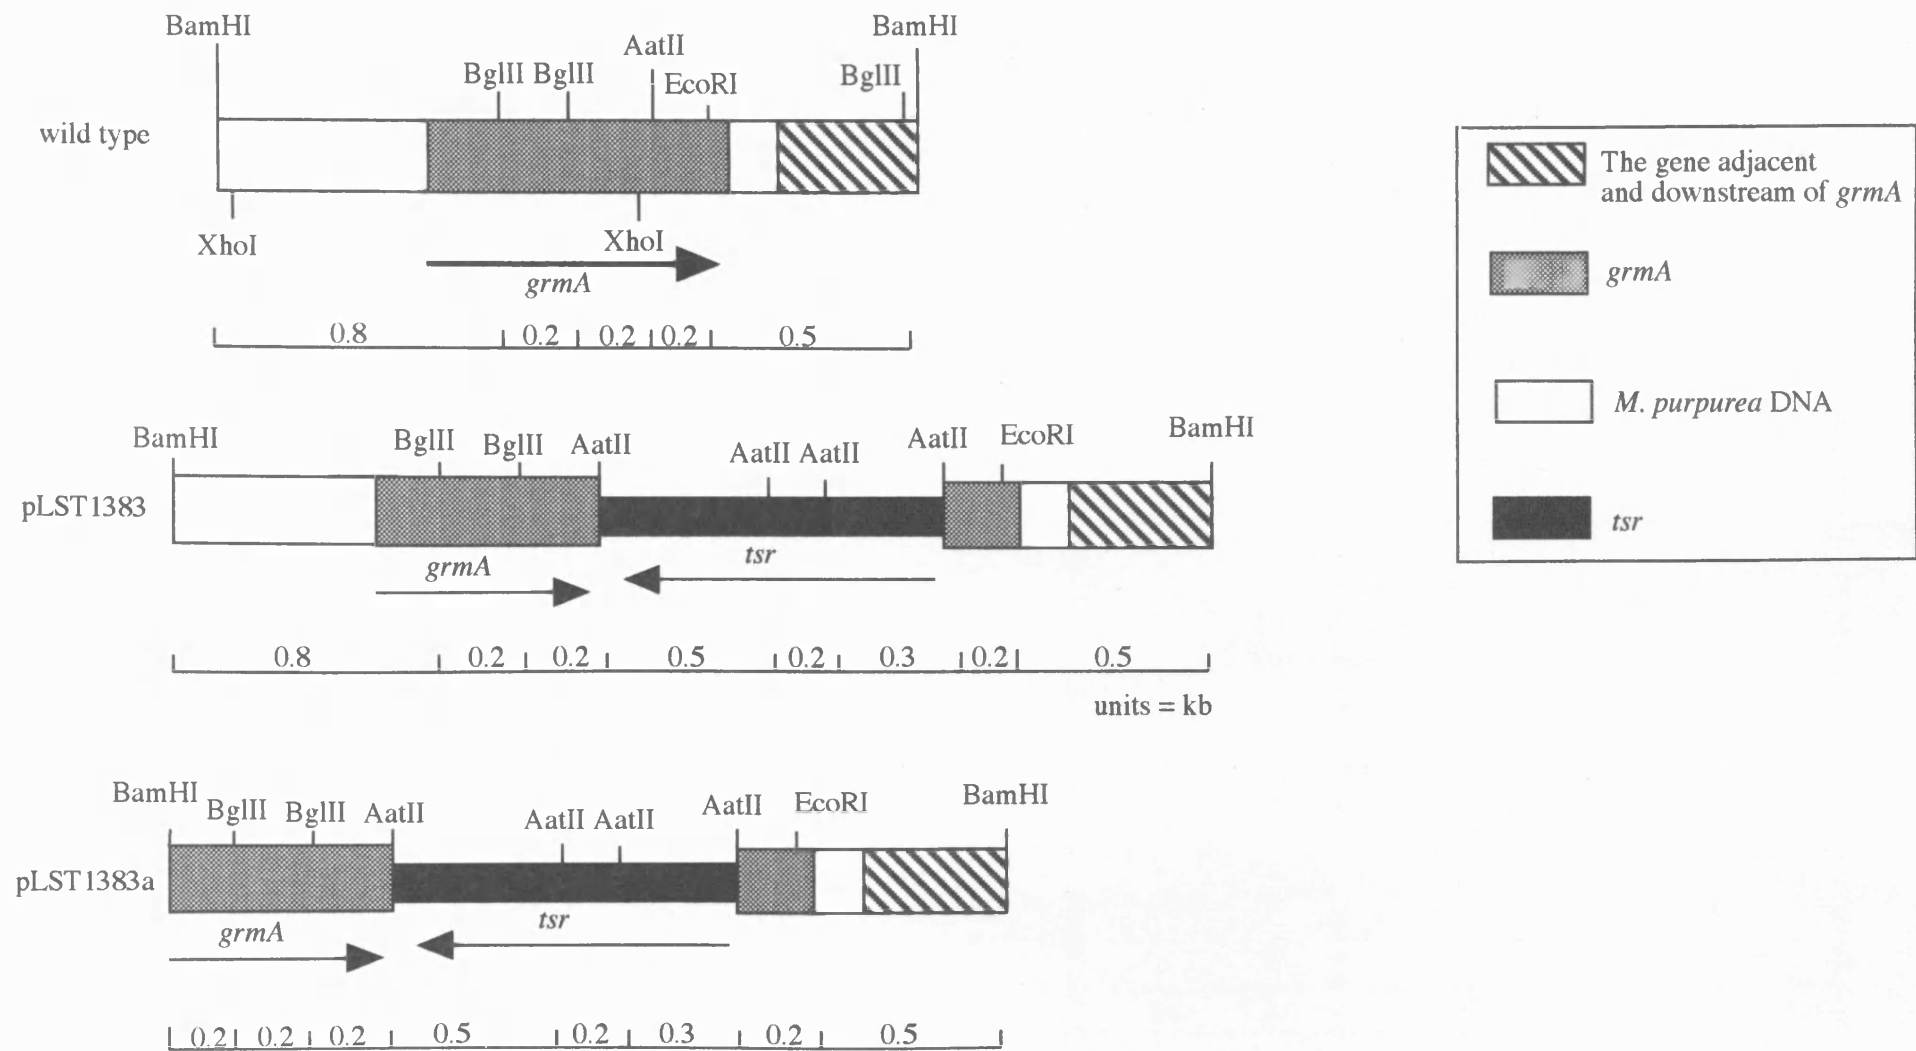 BamHI
BglII BglII
AatII
EcoRI
BglII
BamHI
wild type
XhoI
XhoI
grmA
0.8 0.2 0.2 0.2 0.5
The gene adjacent
and downstream of grmA
grmA
M. purpurea DNA
tsr
BamHI
BglII
BglII
AatII
AatII AatII
AatII
EcoRI
BamHI
pLST1383
grmA
tsr
0.8 0.2 0.2 0.5 0.2 0.3 0.2 0.5
units = kb
BamHI
BglII
BglII
AatII
AatII AatII
AatII
EcoRI
BamHI
pLST1383a
grmA
tsr
0.2 0.2 0.2 0.5 0.2 0.3 0.2 0.5